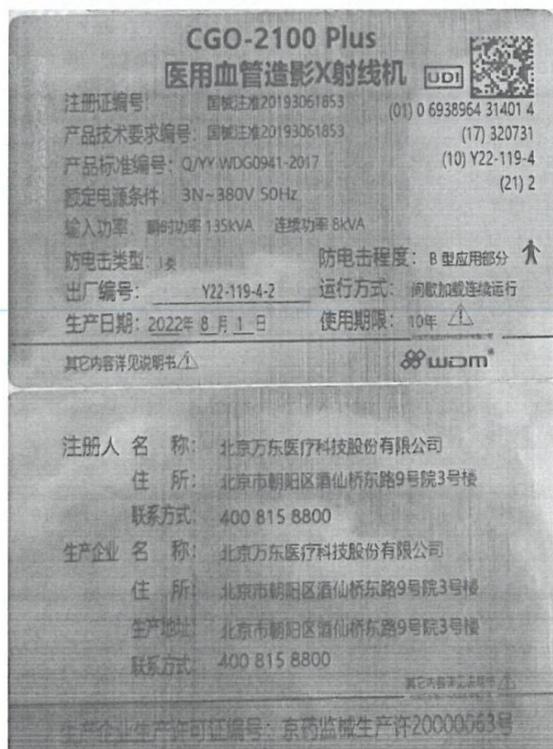 CGO-2100 Plus
医用血管造影X射线机 UDI
注册证编号: 国械注准20193061853
(01) 0 6938964 31401 4
产品技术要求编号: 国械注准20193061853
(17) 320731
产品标准编号: Q/YY WDG0941-2017
(10) Y22-119-4
额定电源条件: 3N~380V 50Hz
(21) 2
输入功率: 瞬时功率 135kVA 连续功率 8kVA
防电击类型: I类 防电击程度: B 型应用部分
出厂编号: Y22-119-4-2 运行方式: 间歇加载连续运行
生产日期: 2022年 8 月 1 日 使用期限: 10年
其它内容详见说明书 wDm
注册人 名 称: 北京万东医疗科技股份有限公司
住 所: 北京市朝阳区酒仙桥东路9号院3号楼
联系方式: 400 815 8800
生产企业 名 称: 北京万东医疗科技股份有限公司
住 所: 北京市朝阳区酒仙桥东路9号院3号楼
生产地址: 北京市朝阳区酒仙桥东路9号院3号楼
联系方式: 400 815 8800
其它内容详见说明书
生产企业生产许可证编号: 京药监械生产许20000063号